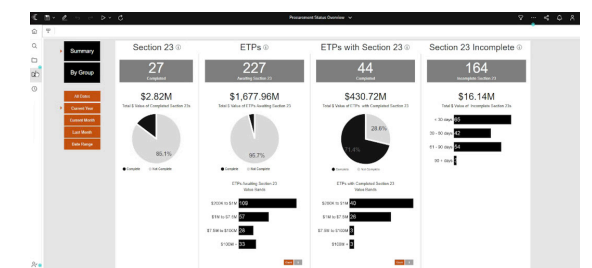 Procurement Status Overview
Summary
By Group
All Dates
Current Year
Current Month
Last Month
Date Range
Section 23
27
Completed
$2.82M
Total $ Value of Completed Section 23s
85.1%
Complete
Not Complete
ETPs
227
Awaiting Section 23
$1,677.96M
Total $ Value of ETPs Awaiting Section 23
95.7%
Complete
Not Complete
ETPs Awaiting Section 23
Value Bands
$200K to $1M 109
$1M to $7.5M 57
$7.5M to $100M 28
$100M + 33
ETPs with Section 23
44
Completed
$430.72M
Total $ Value of ETPs with Completed Section 23
28.6%
71.4%
Complete
Not Complete
ETPs with Completed Section 23
Value Bands
$200K to $1M 40
$1M to $7.5M 26
$7.5M to $100M 3
$100M + 3
Section 23 Incomplete
164
Incomplete Section 23
$16.14M
Total $ Value of Incomplete Section 23s
< 30 days 65
30 - 60 days 42
61 - 90 days 54
90 + days